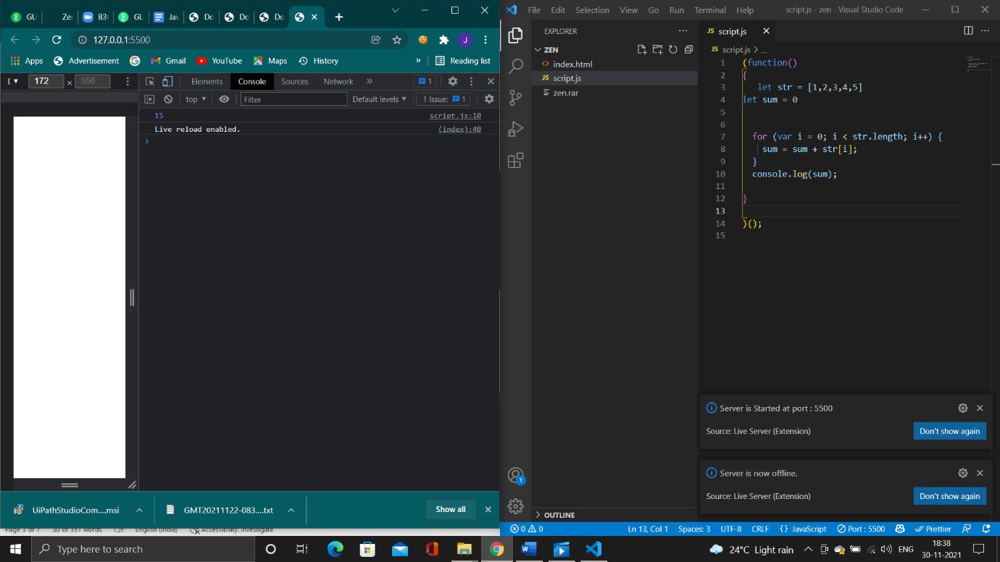 GU
Zer
B3
GU
Jav
Do
Do
Do
127.0.0.1:5500
J
Apps
Advertisement
G
Gmail
YouTube
Maps
History
»
Reading list
172
x
556
Elements
Console
Sources
Network
»
1
top
Filter
Default levels
1 Issue:
1
15
script.js:10
Live reload enabled.
(index):40
UiPathStudioCom....msi
GMT20211122-083....txt
Show all
Page 3 of 7
30 of 351 words
English (India)
Accessibility: Investigate
File
Edit
Selection
View
Go
Run
Terminal
Help
script.js - zen - Visual Studio Code
EXPLORER
ZEN
index.html
JS script.js
zen.rar
OUTLINE
JS script.js
JS script.js > ...
1 (function()
2 {
3 let str = [1,2,3,4,5]
4 let sum = 0
5
6
7 for (var i = 0; i < str.length; i++) {
8 sum = sum + str[i];
9 }
10 console.log(sum);
11
12 }
13
14 )();
15
Server is Started at port : 5500
Source: Live Server (Extension)
Don't show again
Server is now offline.
Source: Live Server (Extension)
Don't show again
1
0
0
Ln 13, Col 1
Spaces: 3
UTF-8
CRLF
{} JavaScript
Port : 5500
Prettier
Type here to search
24°C Light rain
ENG
18:38
30-11-2021